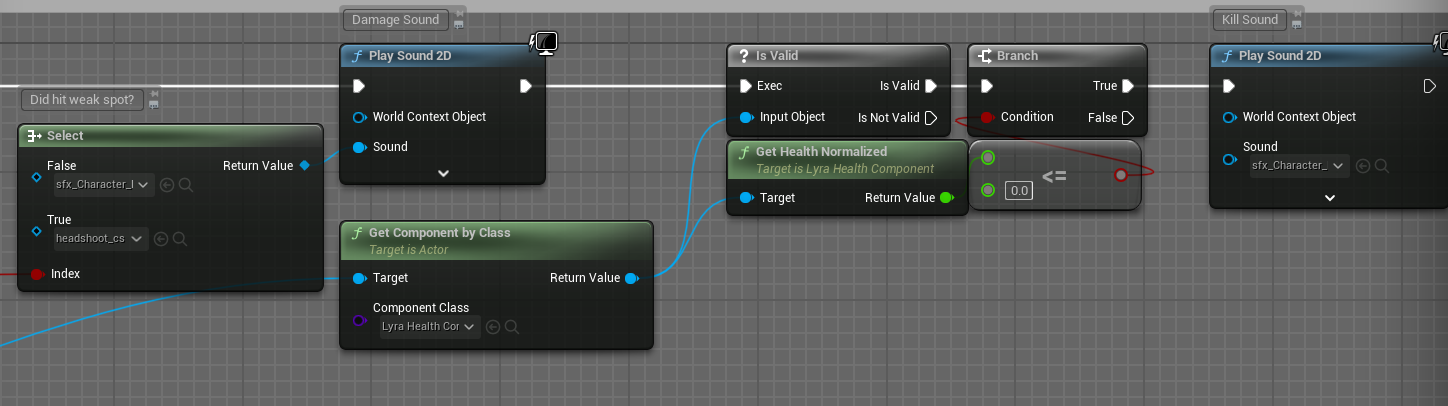 Damage Sound
Kill Sound
Play Sound 2D
World Context Object
Sound
Did hit weak spot?
Select
False
Return Value
sfx_Character_I
True
headshoot_cs
Index
Get Component by Class
Target is Actor
Target
Return Value
Component Class
Lyra Health Cor
? Is Valid
Exec
Is Valid
Input Object
Is Not Valid
Get Health Normalized
Target is Lyra Health Component
Target
Return Value
Branch
True
Condition
False
<=
0.0
Play Sound 2D
World Context Object
Sound
sfx_Character_